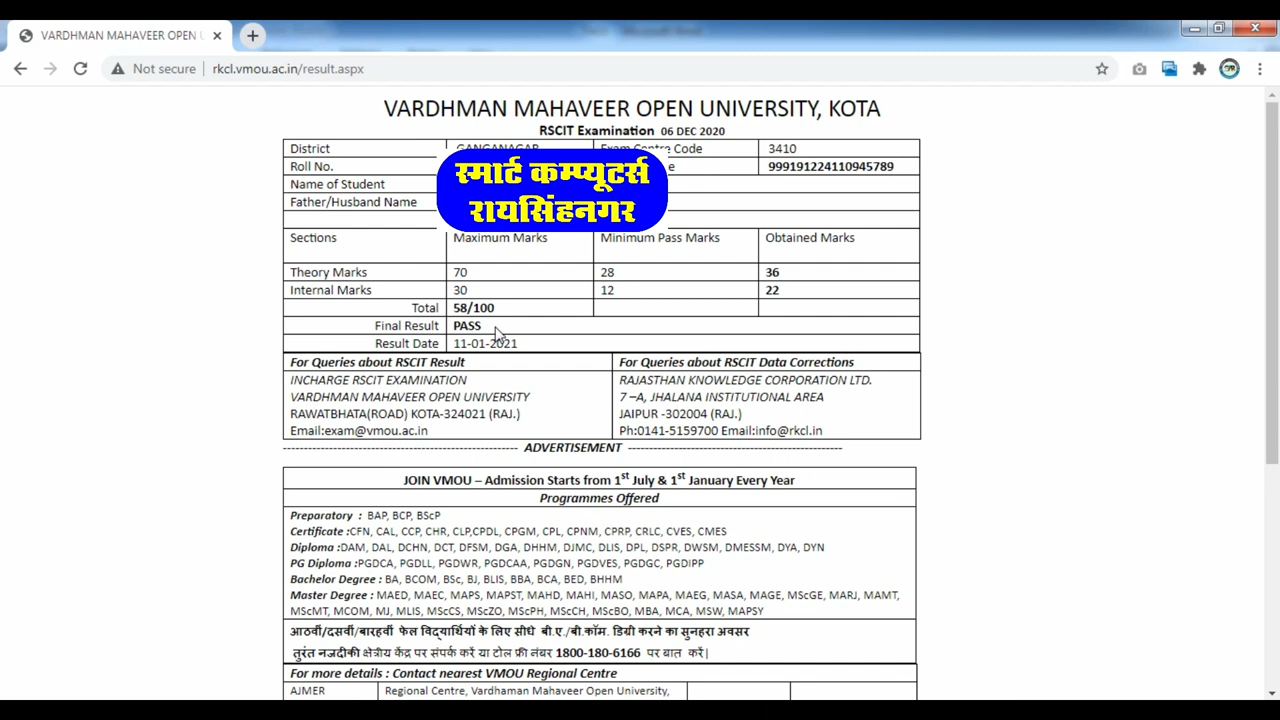 VARDHMAN MAHAVEER OPEN U
Not secure rkcl.vmou.ac.in/result.aspx
VARDHMAN MAHAVEER OPEN UNIVERSITY, KOTA
RSCIT Examination 06 DEC 2020
District GANGANAGAR Exam Centre Code 3410
Roll No. 999191224110945789
Name of Student
Father/Husband Name
स्मार्ट कम्प्यूटर्स
रायसिंहनगर
Sections Maximum Marks Minimum Pass Marks Obtained Marks
Theory Marks 70 28 36
Internal Marks 30 12 22
Total 58/100
Final Result PASS
Result Date 11-01-2021
For Queries about RSCIT Result For Queries about RSCIT Data Corrections
INCHARGE RSCIT EXAMINATION RAJASTHAN KNOWLEDGE CORPORATION LTD.
VARDHMAN MAHAVEER OPEN UNIVERSITY 7 –A, JHALANA INSTITUTIONAL AREA
RAWATBHATA(ROAD) KOTA-324021 (RAJ.) JAIPUR -302004 (RAJ.)
Email:exam@vmou.ac.in Ph:0141-5159700 Email:info@rkcl.in
ADVERTISEMENT
JOIN VMOU – Admission Starts from 1st July & 1st January Every Year
Programmes Offered
Preparatory : BAP, BCP, BScP
Certificate :CFN, CAL, CCP, CHR, CLP,CPDL, CPGM, CPL, CPNM, CPRP, CRLC, CVES, CMES
Diploma :DAM, DAL, DCHN, DCT, DFSM, DGA, DHHM, DJMC, DLIS, DPL, DSPR, DWSM, DMESSM, DYA, DYN
PG Diploma :PGDCA, PGDLL, PGDWR, PGDCAA, PGDGN, PGDVES, PGDGC, PGDIPP
Bachelor Degree : BA, BCOM, BSc, BJ, BLIS, BBA, BCA, BED, BHHM
Master Degree : MAED, MAEC, MAPS, MAPST, MAHD, MAHI, MASO, MAPA, MAEG, MASA, MAGE, MScGE, MARJ, MAMT,
MScMT, MCOM, MJ, MLIS, MScCS, MScZO, MScPH, MScCH, MScBO, MBA, MCA, MSW, MAPSY
आठवीं/दसवीं/बारहवीं फेल विद्यार्थियों के लिए सीधे बी.ए./बी.कॉम. डिग्री करने का सुनहरा अवसर
तुरंत नजदीकी क्षेत्रीय केंद्र पर संपर्क करें या टोल फ्री नंबर 1800-180-6166 पर बात करें|
For more details : Contact nearest VMOU Regional Centre
AJMER Regional Centre, Vardhaman Mahaveer Open University,